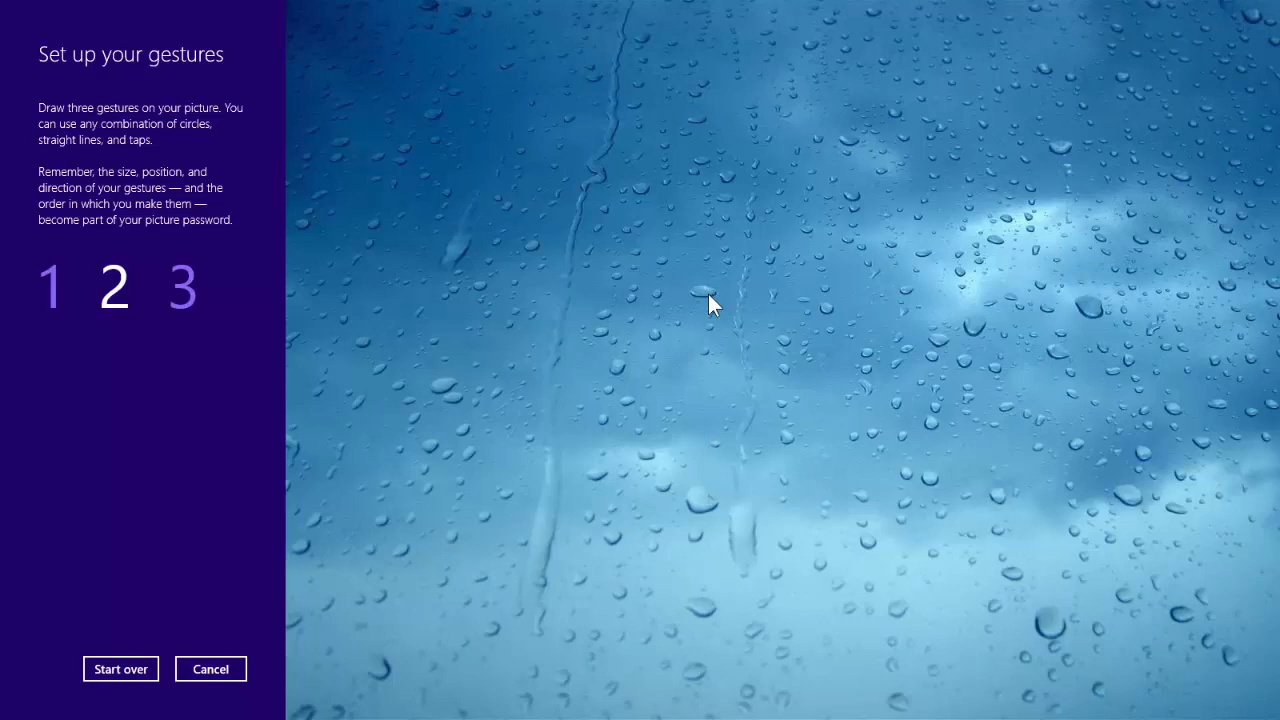 Set up your gestures
Draw three gestures on your picture. You
can use any combination of circles,
straight lines, and taps.
Remember, the size, position, and
direction of your gestures — and the
order in which you make them —
become part of your picture password.
1 2 3
Start over Cancel